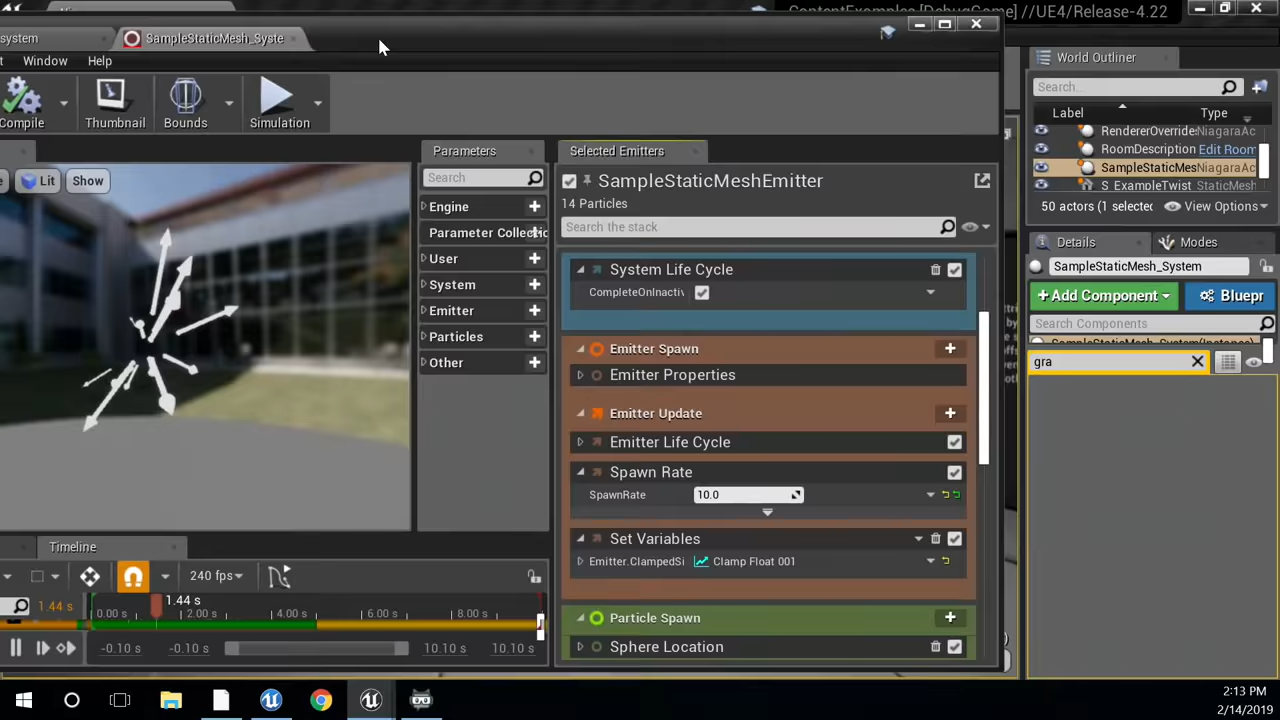 ContentExamples [DebugGame] //UE4/Release-4.22
system
SampleStaticMesh_Syste
Window
Help
Compile
Thumbnail
Bounds
Simulation
Lit
Show
Parameters
Search
Engine
Parameter Collectio
User
System
Emitter
Particles
Other
Selected Emitters
SampleStaticMeshEmitter
14 Particles
Search the stack
System Life Cycle
CompleteOnInactiv
Emitter Spawn
Emitter Properties
Emitter Update
Emitter Life Cycle
Spawn Rate
SpawnRate
10.0
Set Variables
Emitter.ClampedSi
Clamp Float 001
Particle Spawn
Sphere Location
Timeline
240 fps
1.44 s
1.44 s
0.00 s
2.00 s
4.00 s
6.00 s
8.00 s
-0.10 s
-0.10 s
10.10 s
10.10 s
World Outliner
Search...
Label
Type
RendererOverride:
NiagaraAc
RoomDescription
Edit Room
SampleStaticMes
NiagaraAc
S_ExampleTwist
StaticMesh
50 actors (1 selected
View Options
Details
Modes
SampleStaticMesh_System
Add Component
Bluepr
Search Components
gra
2:13 PM
2/14/2019